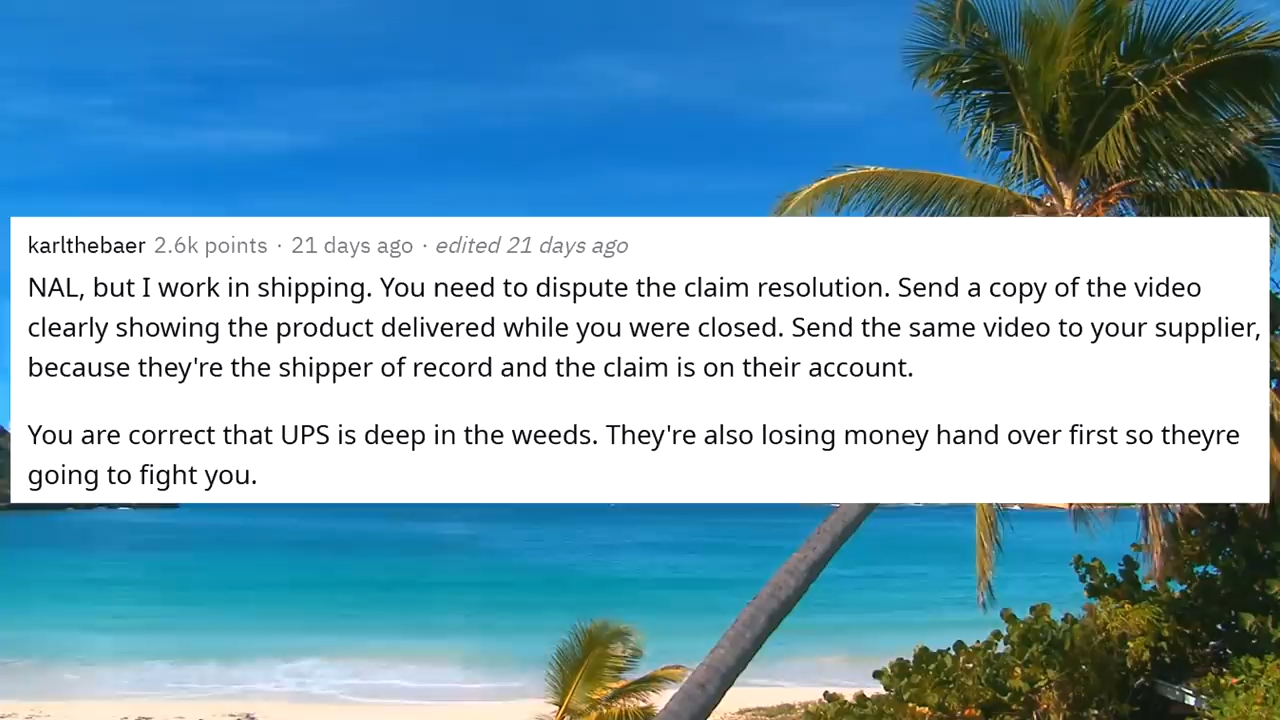 karlthebaer 2.6k points · 21 days ago · edited 21 days ago
NAL, but I work in shipping. You need to dispute the claim resolution. Send a copy of the video
clearly showing the product delivered while you were closed. Send the same video to your supplier,
because they're the shipper of record and the claim is on their account.
You are correct that UPS is deep in the weeds. They're also losing money hand over first so theyre
going to fight you.